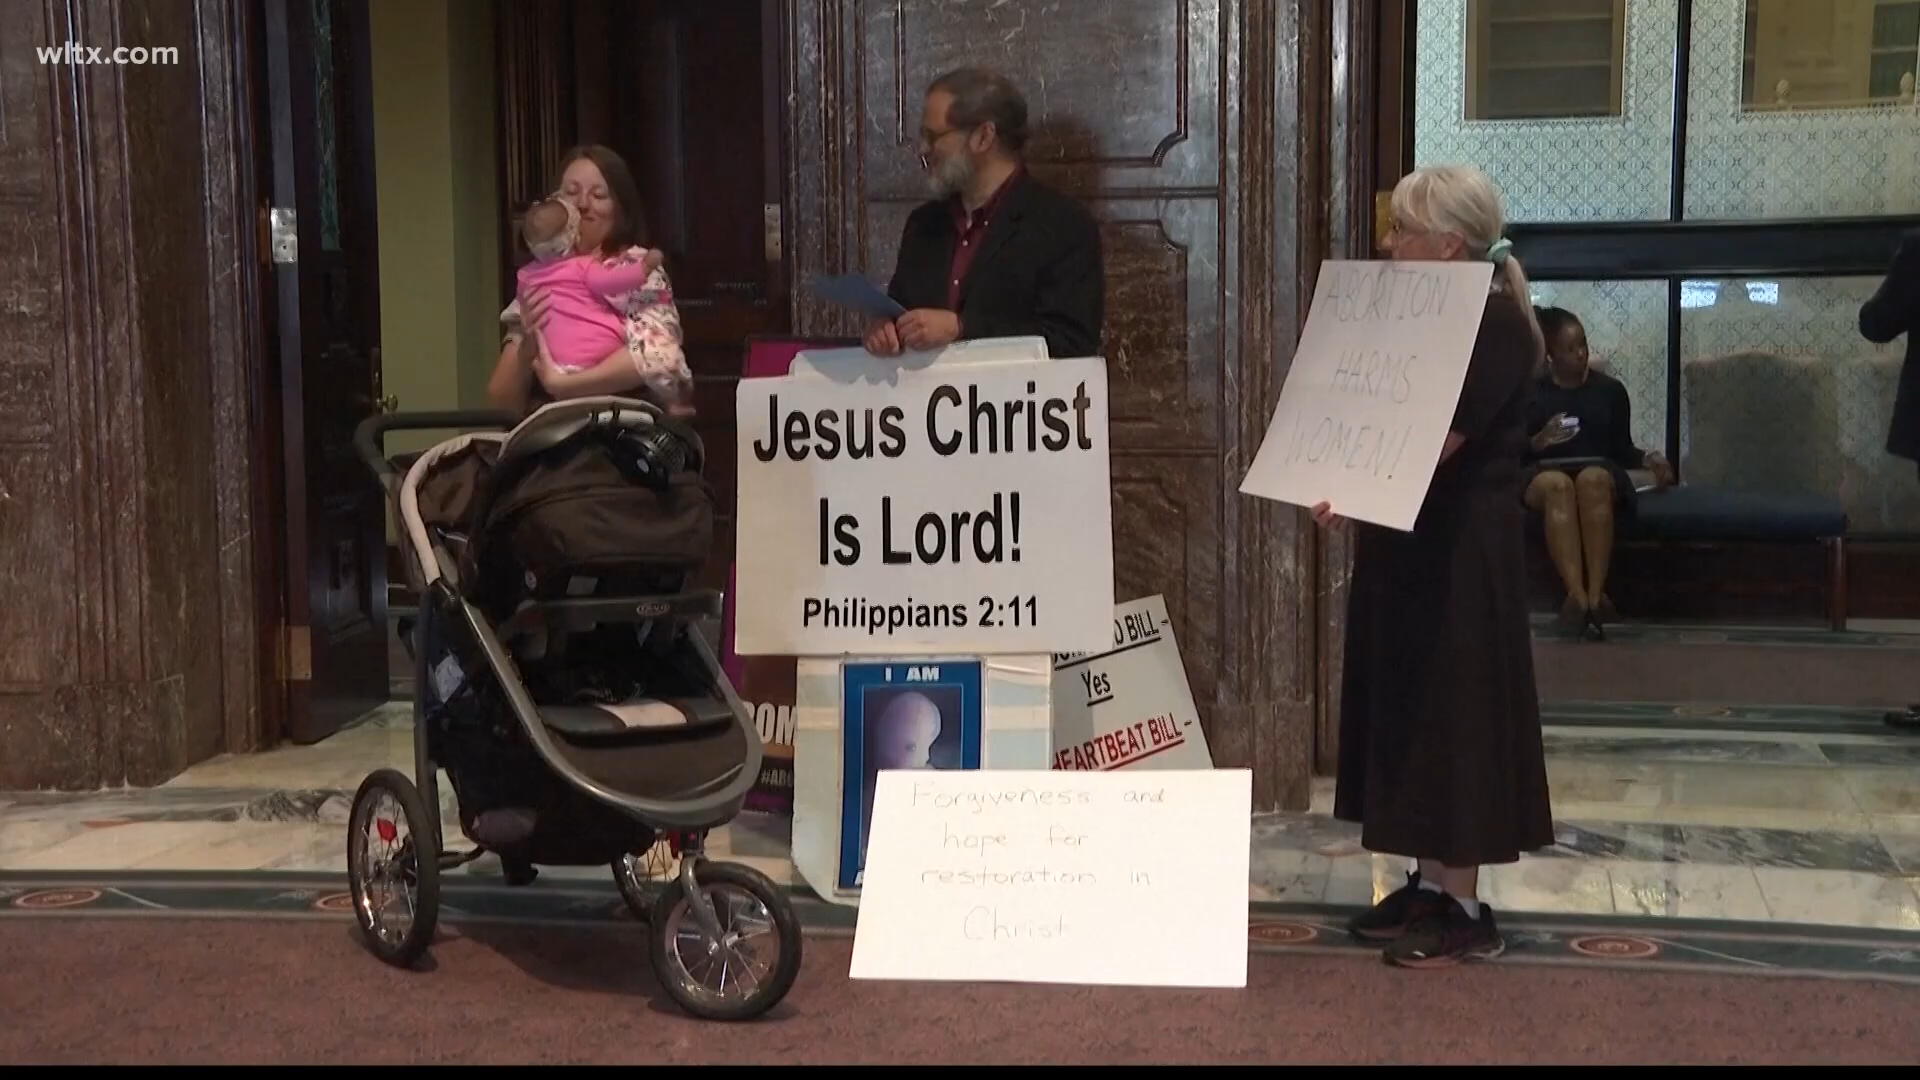 wltx.com
Jesus Christ
Is Lord!
Philippians 2:11
ABORTION
HARMS
WOMEN!
BILL -
Yes
HEARTBEAT BILL -
I AM
Forgiveness and
hope for
restoration in
Christ